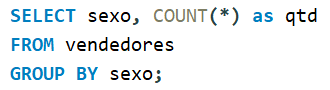 SELECT sexo, COUNT(*) as qtd
FROM vendedores
GROUP BY sexo;